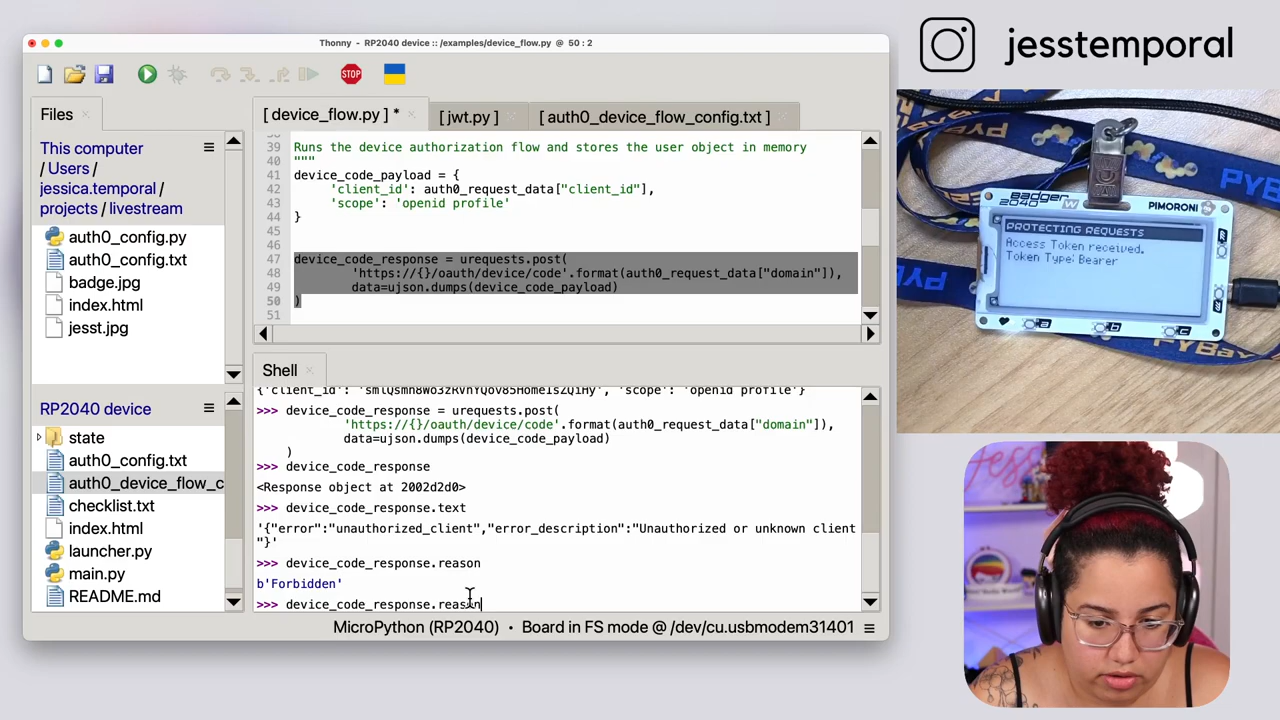 Thonny - RP2040 device :: /examples/device_flow.py @ 50 : 2
Files
This computer
/ Users /
jessica.temporal /
projects / livestream
auth0_config.py
auth0_config.txt
badge.jpg
index.html
jesst.jpg
RP2040 device
state
auth0_config.txt
auth0_device_flow_c
checklist.txt
index.html
launcher.py
main.py
README.md
STOP
[ device_flow.py ] *
[ jwt.py ]
[ auth0_device_flow_config.txt ]
39 Runs the device authorization flow and stores the user object in memory
40 """
41 device_code_payload = {
42 'client_id': auth0_request_data["client_id"],
43 'scope': 'openid profile'
44 }
45
46
47 device_code_response = urequests.post(
48 'https://{}/oauth/device/code'.format(auth0_request_data["domain"]),
49 data=ujson.dumps(device_code_payload)
50 )
51
Shell
>>> device_code_response = urequests.post(
'https://{}/oauth/device/code'.format(auth0_request_data["domain"]),
data=ujson.dumps(device_code_payload)
)
>>> device_code_response
<Response object at 2002d2d0>
>>> device_code_response.text
'{"error":"unauthorized_client","error_description":"Unauthorized or unknown client
"}'
>>> device_code_response.reason
b'Forbidden'
>>> device_code_response.reason
MicroPython (RP2040) • Board in FS mode @ /dev/cu.usbmodem31401
jesstemporal
Badger
2040 W
PIMORONI
PROTECTING REQUESTS
Access Token received.
Token Type: Bearer
a
b
c
PYBay